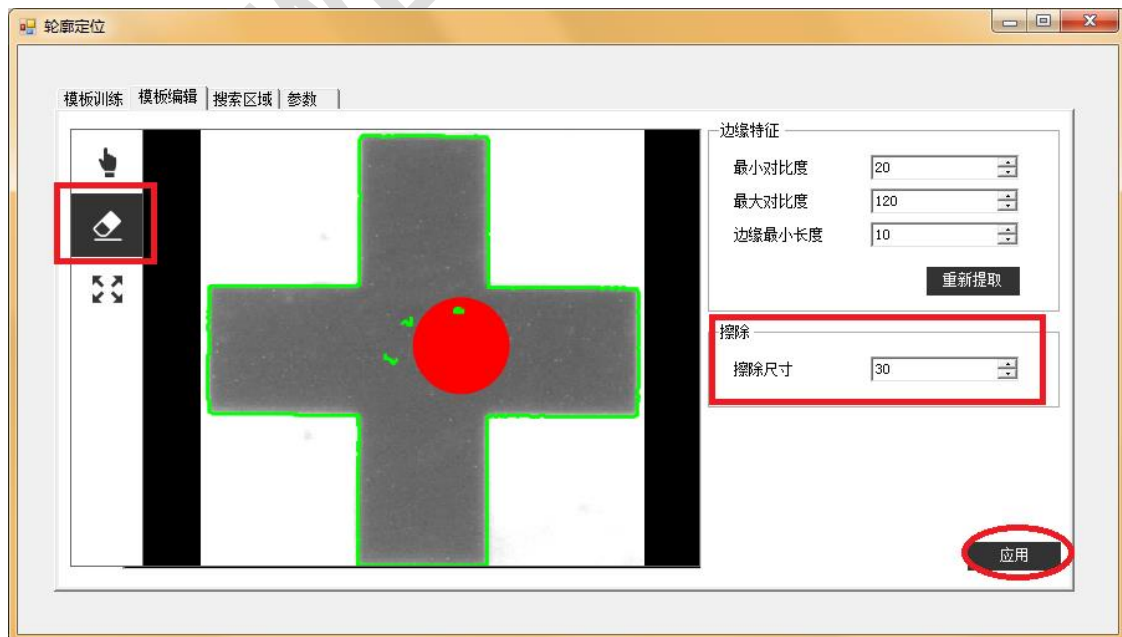 轮廓定位
模板训练 模板编辑 搜索区域 参数
边缘特征
最小对比度 20
最大对比度 120
边缘最小长度 10
重新提取
擦除
擦除尺寸 30
应用